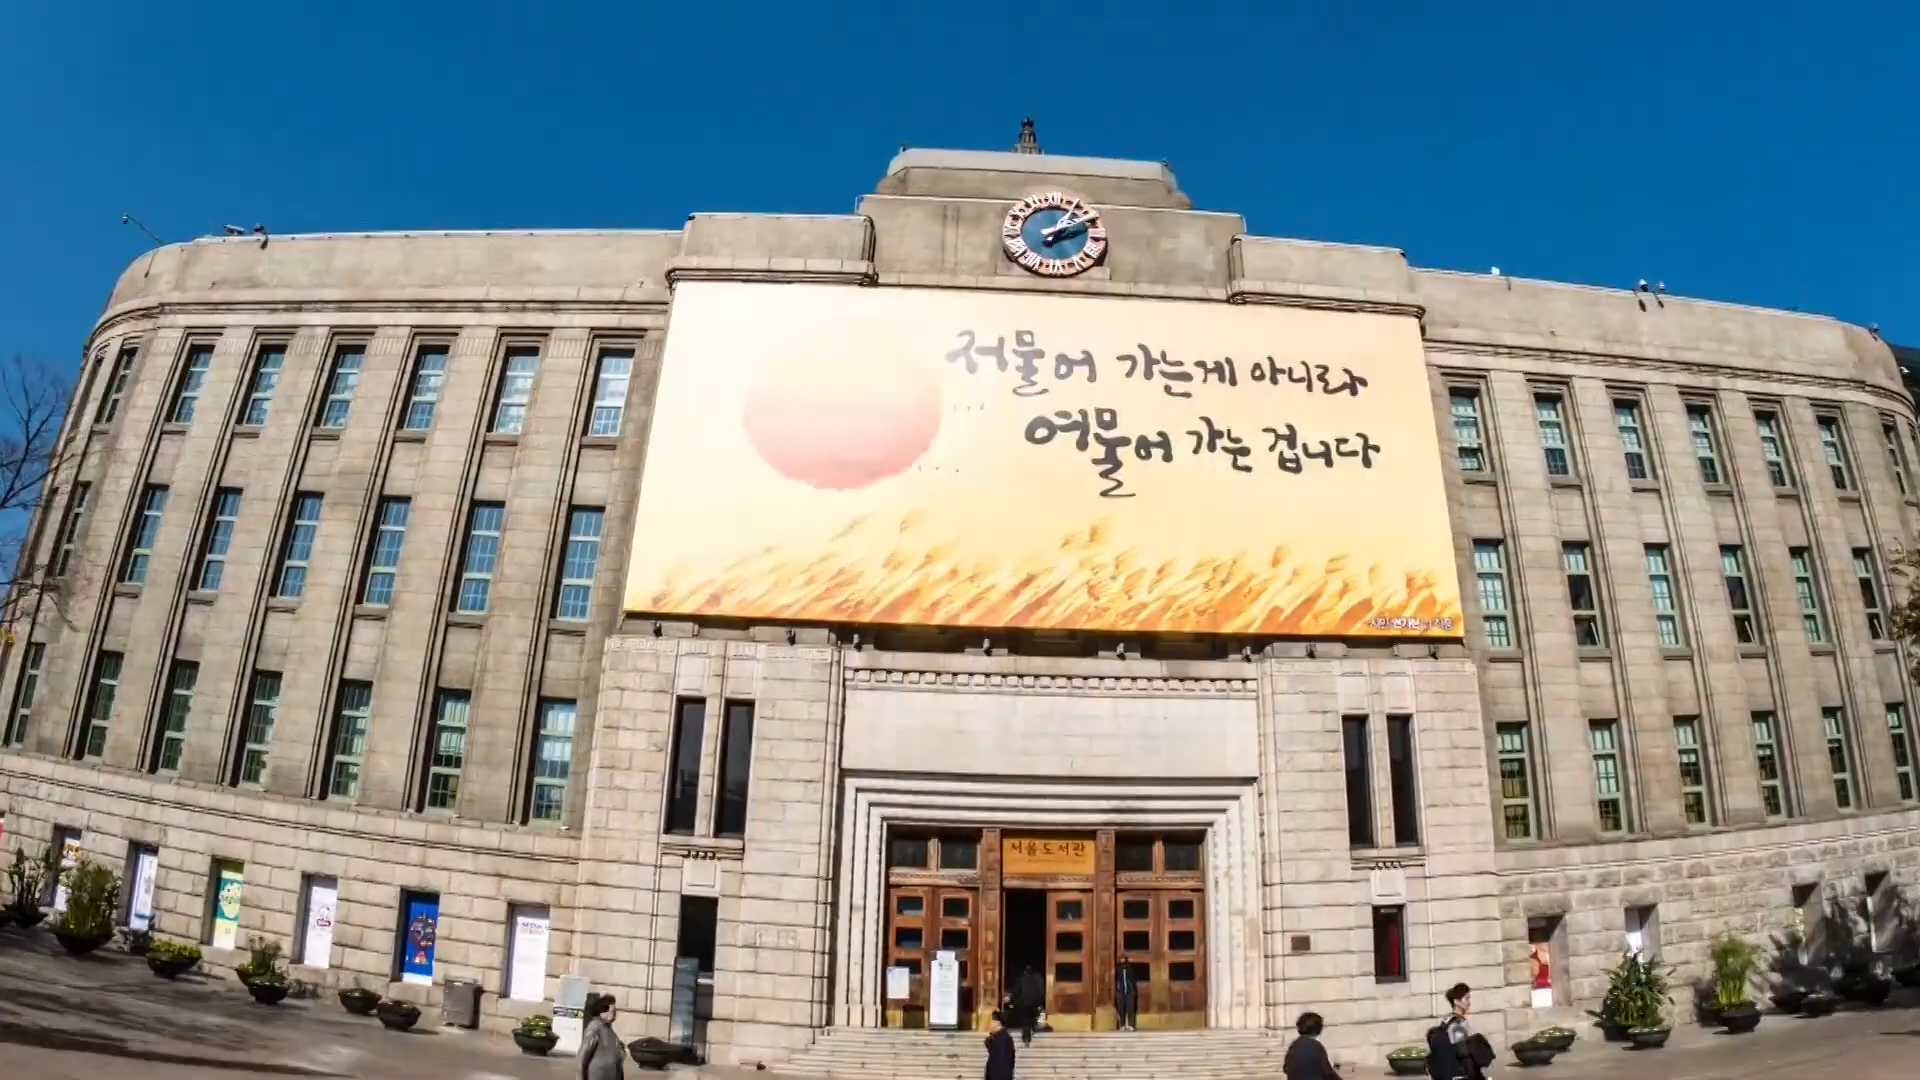 저물어 가는게 아니라
여물어 가는 겁니다
서울도서관